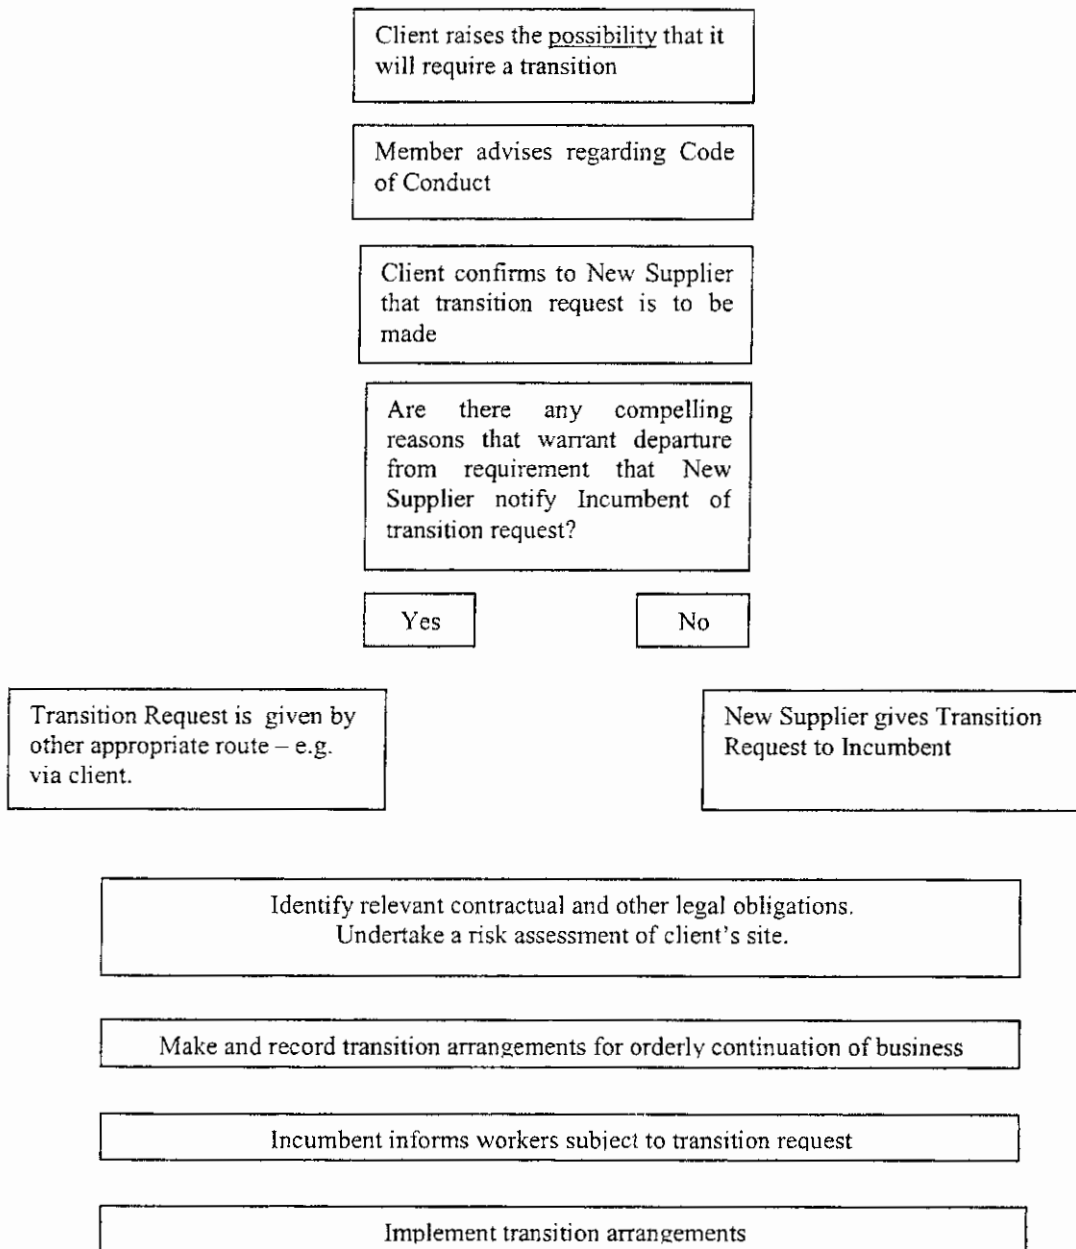 Client raises the possibility that it
will require a transition
Member advises regarding Code
of Conduct
Client confirms to New Supplier
that transition request is to be
made
Are there any compelling
reasons that warrant departure
from requirement that New
Supplier notify Incumbent of
transition request?
Yes
No
Transition Request is given by
other appropriate route – e.g.
via client.
New Supplier gives Transition
Request to Incumbent
Identify relevant contractual and other legal obligations.
Undertake a risk assessment of client's site.
Make and record transition arrangements for orderly continuation of business
Incumbent informs workers subject to transition request
Implement transition arrangements